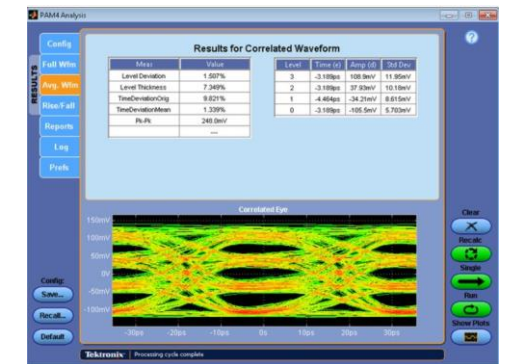 PAM4 Analysis
?
RESULTS
Config
Full Wfm
Avg. Wfm
Rise/Fall
Reports
Log
Prefs
Results for Correlated Waveform
Meas Value
Level Deviation 1.507%
Level Thickness 7.349%
TimeDeviationOrig 9.821%
TimeDeviationMean 1.339%
Pk-Pk 248.0mV
---
Level Time (s) Amp (d) Std Dev
3 -3.189ps 108.9mV 11.95mV
2 -3.189ps 37.93mV 10.18mV
1 -4.464ps -34.21mV 8.615mV
0 -3.189ps -105.5mV 5.703mV
Correlated Eye
150mV
100mV
50mV
0V
-50mV
-100mV
-30ps -20ps -10ps 0s 10ps 20ps 30ps
Config:
Save...
Recall...
Default
Clear
Recalc
Single
Run
Show Plots
Tektronix Processing cycle complete